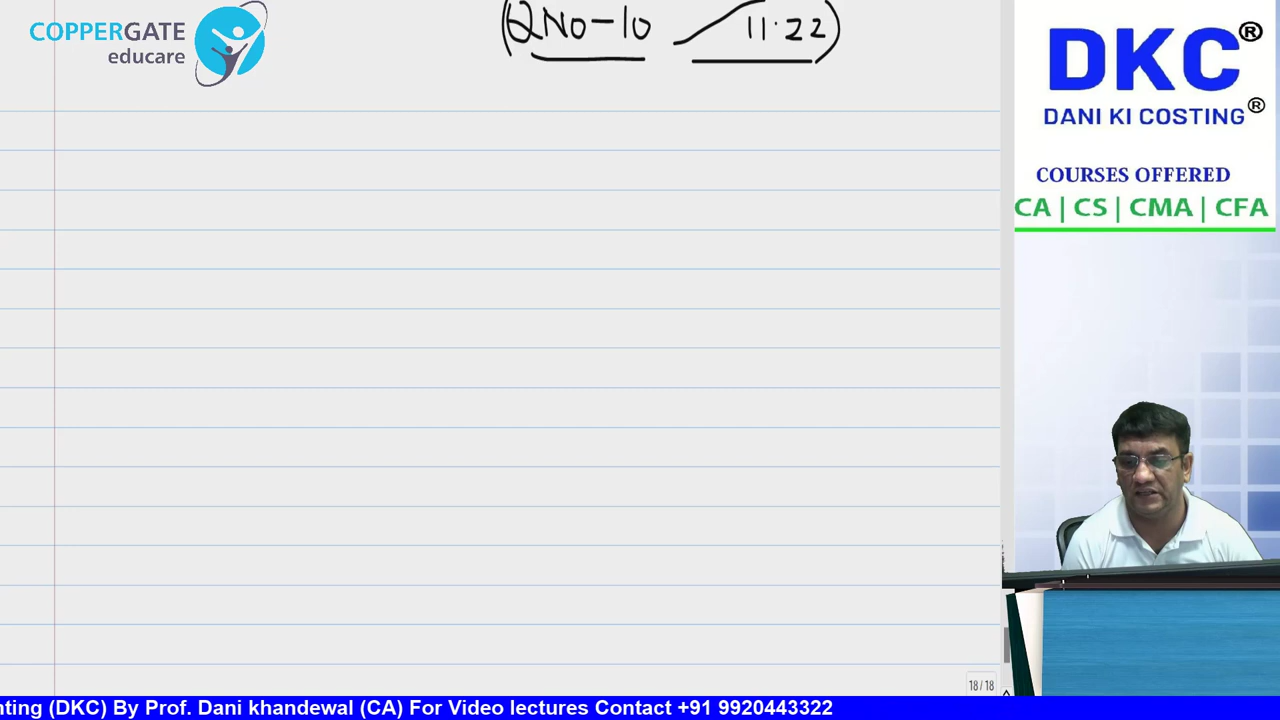 COPPERGATE
educare
(QNo-10 11.22)
DKC®
DANI KI COSTING®
COURSES OFFERED
CA | CS | CMA | CFA
18/18
nting (DKC) By Prof. Dani khandewal (CA) For Video lectures Contact +91 9920443322